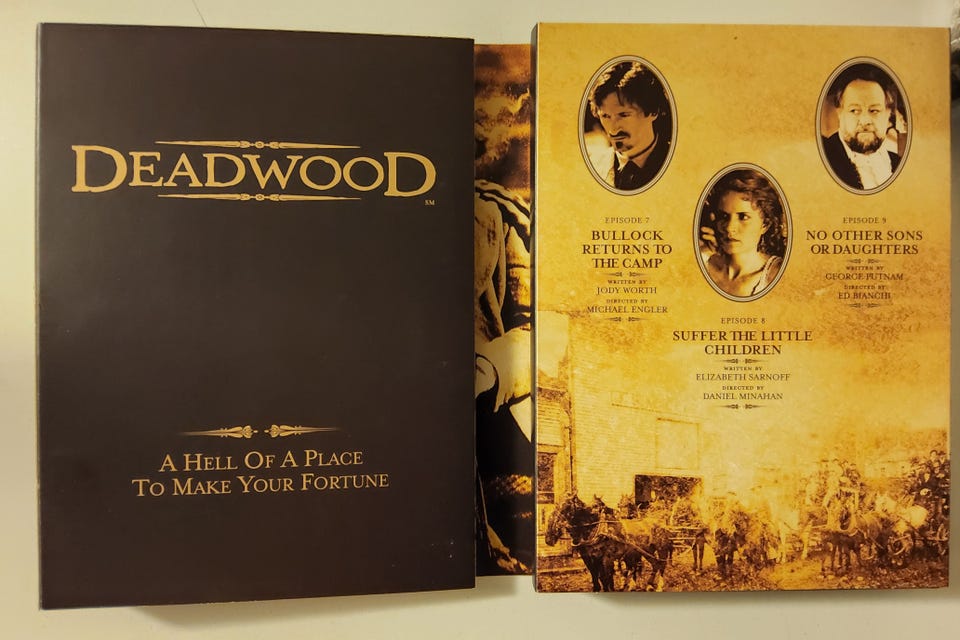 DEADWOOD
SM
A HELL OF A PLACE
TO MAKE YOUR FORTUNE
EPISODE 7
BULLOCK
RETURNS TO
THE CAMP
WRITTEN BY
JODY WORTH
DIRECTED BY
MICHAEL ENGLER
EPISODE 8
SUFFER THE LITTLE
CHILDREN
WRITTEN BY
ELIZABETH SARNOFF
DIRECTED BY
DANIEL MINAHAN
EPISODE 9
NO OTHER SONS
OR DAUGHTERS
WRITTEN BY
GEORGE PUTNAM
DIRECTED BY
ED BIANCHI